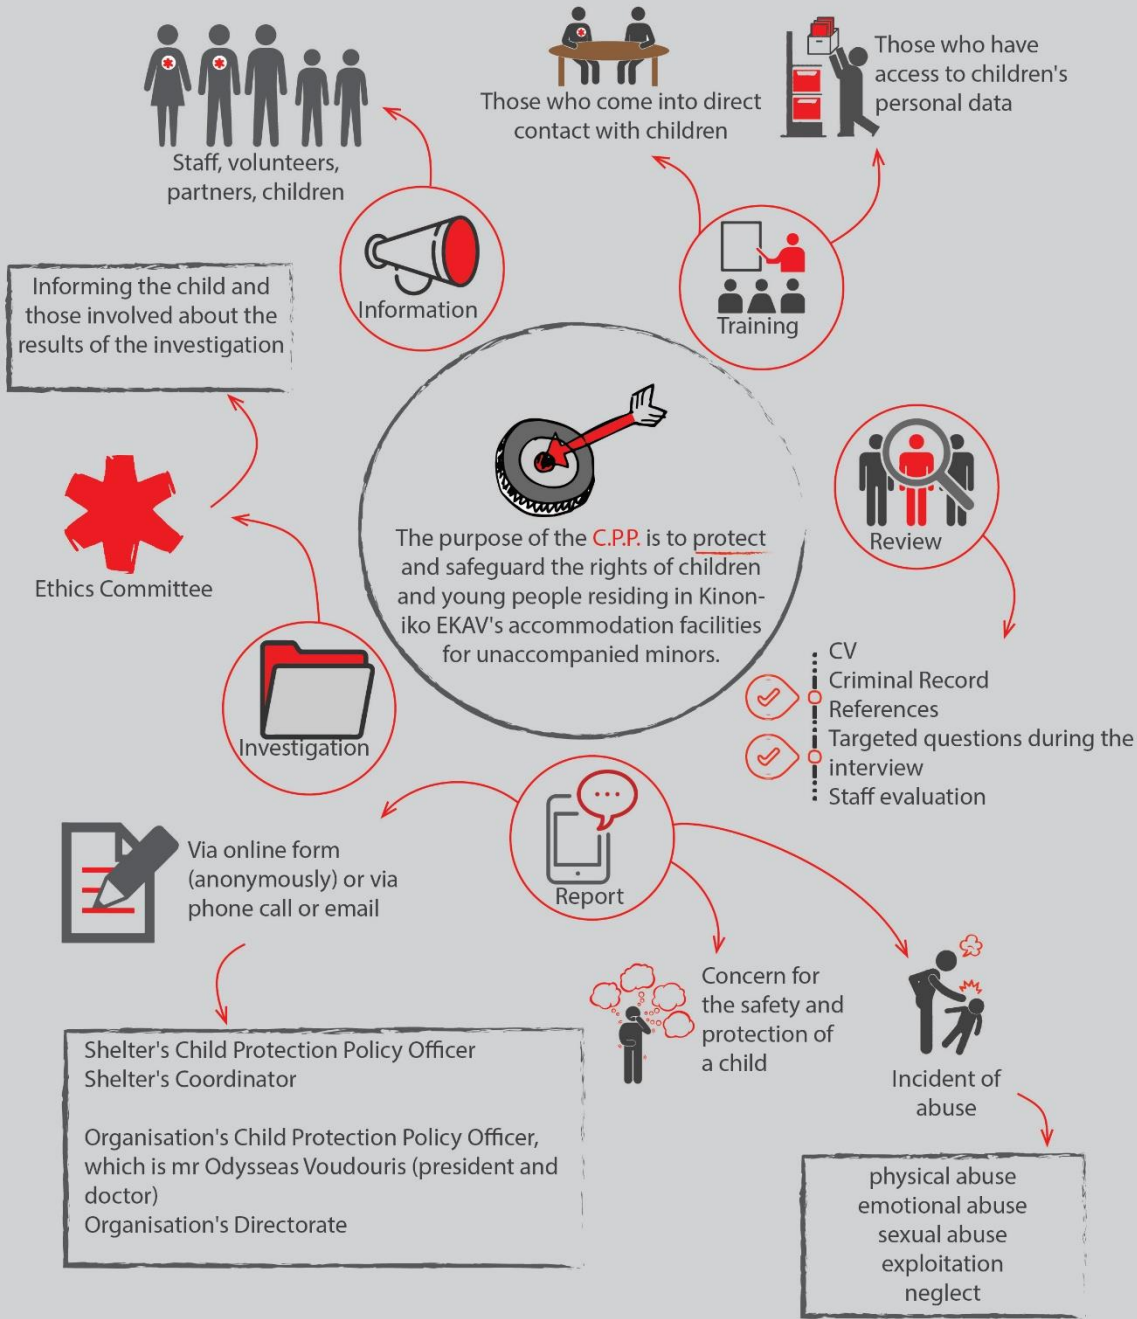 Staff, volunteers,
partners, children
Information
Those who come into direct
contact with children
Those who have
access to children's
personal data
Training
Informing the child and
those involved about the
results of the investigation
Ethics Committee
Investigation
The purpose of the C.P.P. is to protect
and safeguard the rights of children
and young people residing in Kinon-
iko EKAV's accommodation facilities
for unaccompanied minors.
Review
CV
Criminal Record
References
Targeted questions during the
interview
Staff evaluation
Report
Via online form
(anonymously) or via
phone call or email
Shelter's Child Protection Policy Officer
Shelter's Coordinator
Organisation's Child Protection Policy Officer,
which is mr Odysseas Voudouris (president and
doctor)
Organisation's Directorate
Concern for
the safety and
protection of
a child
Incident of
abuse
physical abuse
emotional abuse
sexual abuse
exploitation
neglect